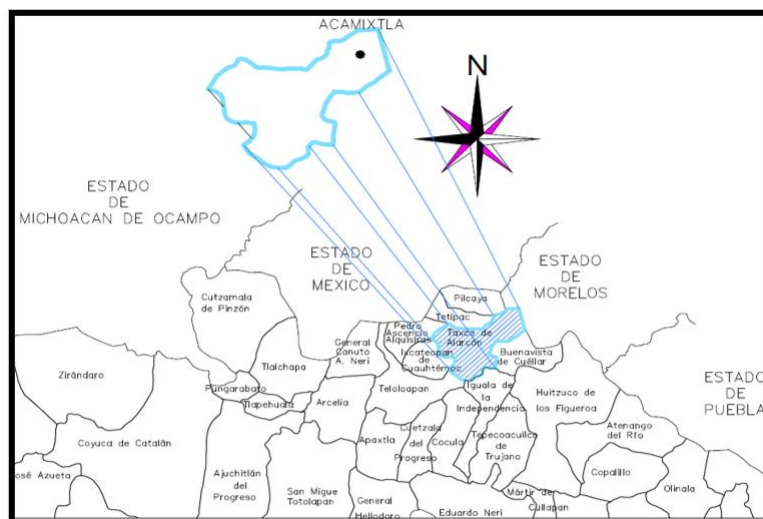 ACAMIXTLA
N
ESTADO
DE
MICHOACAN DE OCAMPO
ESTADO
DE
MEXICO
ESTADO
DE
MORELOS
Cutzamala
de Pinzón
Pilcaya
Tetipac
Pedro
Ascencio
Alquisiras
Taxco de
Alarcón
General
Canuto
A. Neri
Ixcateopan
de
Cuauhtémoc
Buenavista
de Cuéllar
Zirándaro
Tlalchapa
Pungarabato
Tlapehuala
Arcelia
Teloloapan
Iguala de
la
Independencia
Huitzuco de
los Figueroa
ESTADO
DE
PUEBLA
Coyuca de Catalán
Apaxtla
Cuetzala
del
Progreso
Cocula
Tepecoacuilco
de
Trujano
Atenango
del Río
José Azueta
Ajuchitlán
del
Progreso
San Migue
Totolapan
General
Heliodoro
Eduardo Neri
Mártir de
Cuilapan
Copalillo
Olinala